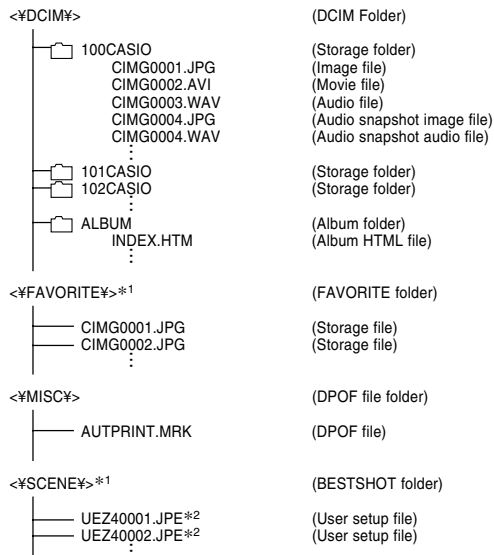 <¥DCIM¥> (DCIM Folder)
100CASIO (Storage folder)
CIMG0001.JPG (Image file)
CIMG0002.AVI (Movie file)
CIMG0003.WAV (Audio file)
CIMG0004.JPG (Audio snapshot image file)
CIMG0004.WAV (Audio snapshot audio file)
101CASIO (Storage folder)
102CASIO (Storage folder)
ALBUM (Album folder)
INDEX.HTM (Album HTML file)
<¥FAVORITE¥>*1 (FAVORITE folder)
CIMG0001.JPG (Storage file)
CIMG0002.JPG (Storage file)
<¥MISC¥> (DPOF file folder)
AUTPRINT.MRK (DPOF file)
<¥SCENE¥>*1 (BESTSHOT folder)
UEZ40001.JPE*2 (User setup file)
UEZ40002.JPE*2 (User setup file)